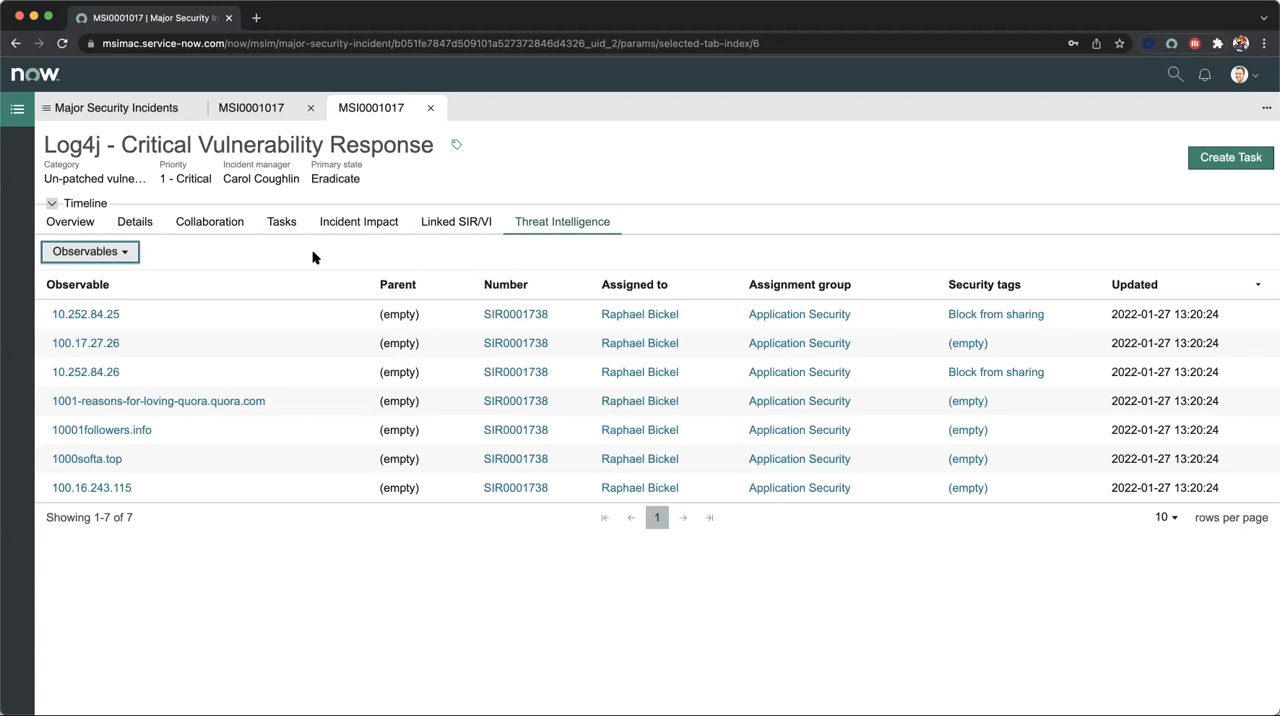 MSI0001017 | Major Security In
msimac.service-now.com/now/msim/major-security-incident/b051fe7847d509101a527372846d4326_uid_2/params/selected-tab-index/6
now.
Major Security Incidents MSI0001017 MSI0001017
Log4j - Critical Vulnerability Response
Create Task
Category Priority Incident manager Primary state
Un-patched vulne... 1 - Critical Carol Coughlin Eradicate
Timeline
Overview Details Collaboration Tasks Incident Impact Linked SIR/VI Threat Intelligence
Observables
Observable Parent Number Assigned to Assignment group Security tags Updated
10.252.84.25 (empty) SIR0001738 Raphael Bickel Application Security Block from sharing 2022-01-27 13:20:24
100.17.27.26 (empty) SIR0001738 Raphael Bickel Application Security (empty) 2022-01-27 13:20:24
10.252.84.26 (empty) SIR0001738 Raphael Bickel Application Security Block from sharing 2022-01-27 13:20:24
1001-reasons-for-loving-quora.quora.com (empty) SIR0001738 Raphael Bickel Application Security (empty) 2022-01-27 13:20:24
10001followers.info (empty) SIR0001738 Raphael Bickel Application Security (empty) 2022-01-27 13:20:24
1000softa.top (empty) SIR0001738 Raphael Bickel Application Security (empty) 2022-01-27 13:20:24
100.16.243.115 (empty) SIR0001738 Raphael Bickel Application Security (empty) 2022-01-27 13:20:24
Showing 1-7 of 7 1 10 rows per page